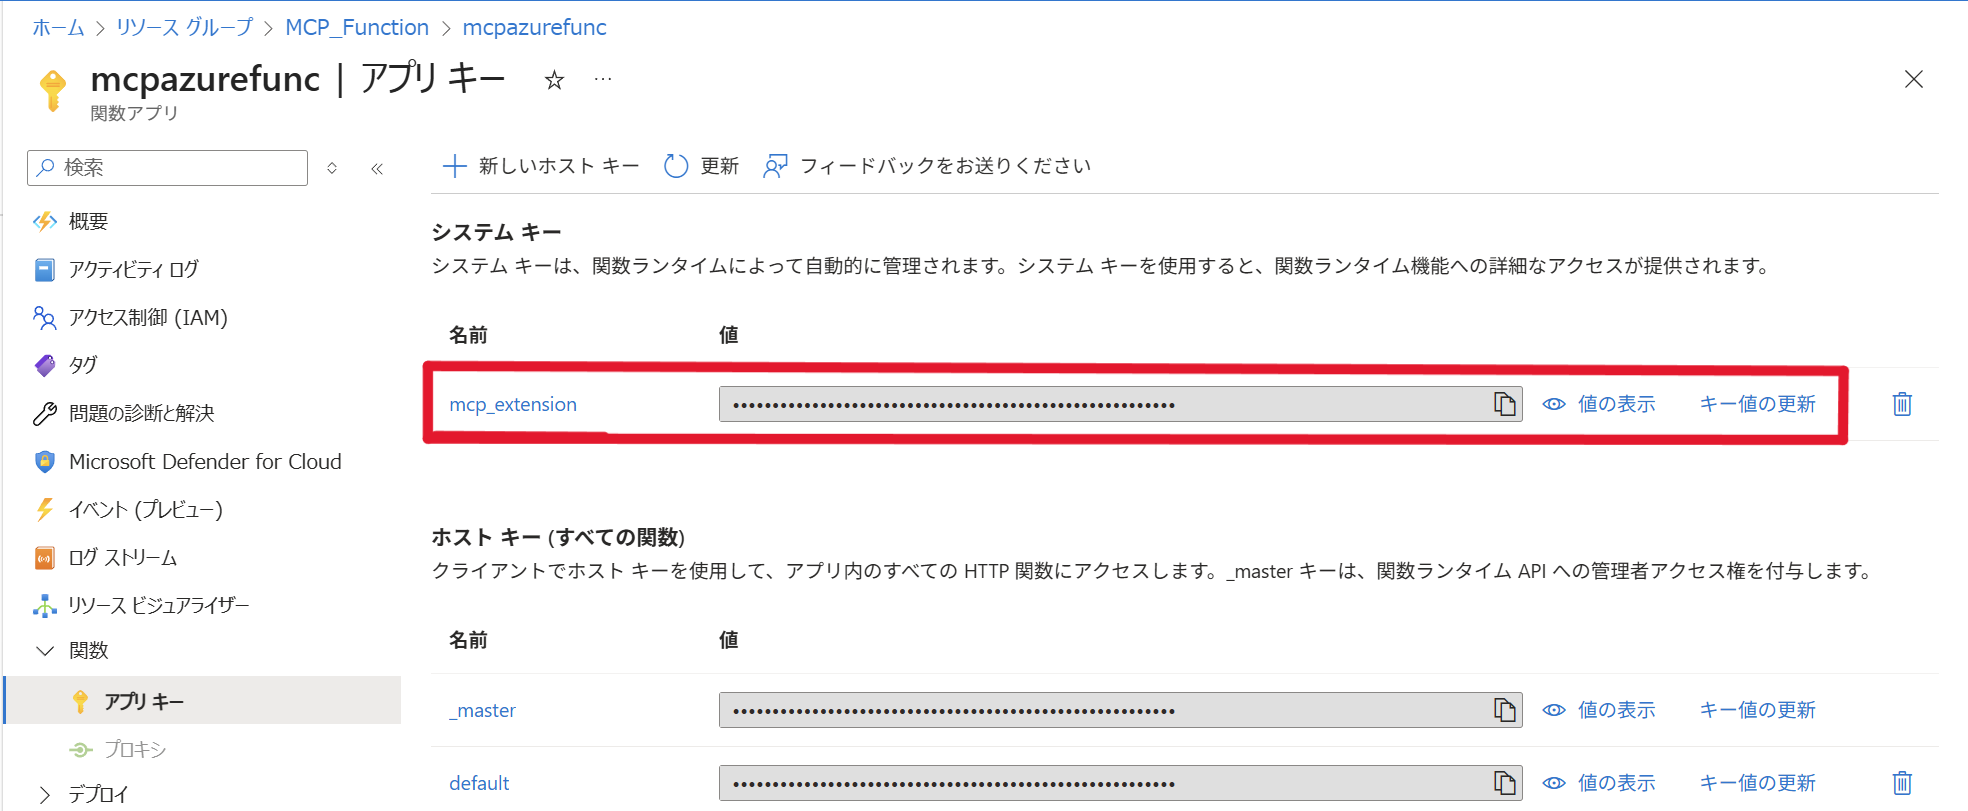 ホーム > リソース グループ > MCP_Function > mcpazurefunc
mcpazurefunc | アプリ キー
関数アプリ
検索
概要
アクティビティ ログ
アクセス制御 (IAM)
タグ
問題の診断と解決
Microsoft Defender for Cloud
イベント (プレビュー)
ログ ストリーム
リソース ビジュアライザー
関数
アプリ キー
プロキシ
デプロイ
新しいホスト キー 更新 フィードバックをお送りください
システム キー
システム キーは、関数ランタイムによって自動的に管理されます。システム キーを使用すると、関数ランタイム機能への詳細なアクセスが提供されます。
名前 値
mcp_extension 値の表示 キー値の更新
ホスト キー (すべての関数)
クライアントでホスト キーを使用して、アプリ内のすべての HTTP 関数にアクセスします。_master キーは、関数ランタイム API への管理者アクセス権を付与します。
名前 値
_master 値の表示 キー値の更新
default 値の表示 キー値の更新